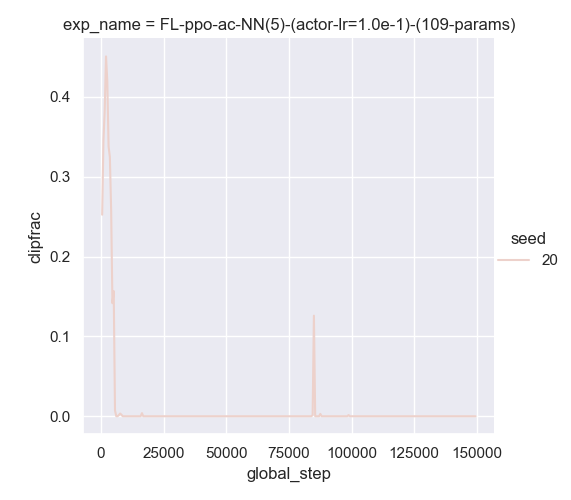 exp_name = FL-ppo-ac-NN(5)-(actor-lr=1.0e-1)-(109-params)
0.4
0.3
0.2
0.1
0.0
clipfrac
0 25000 50000 75000 100000 125000 150000
global_step
seed
20